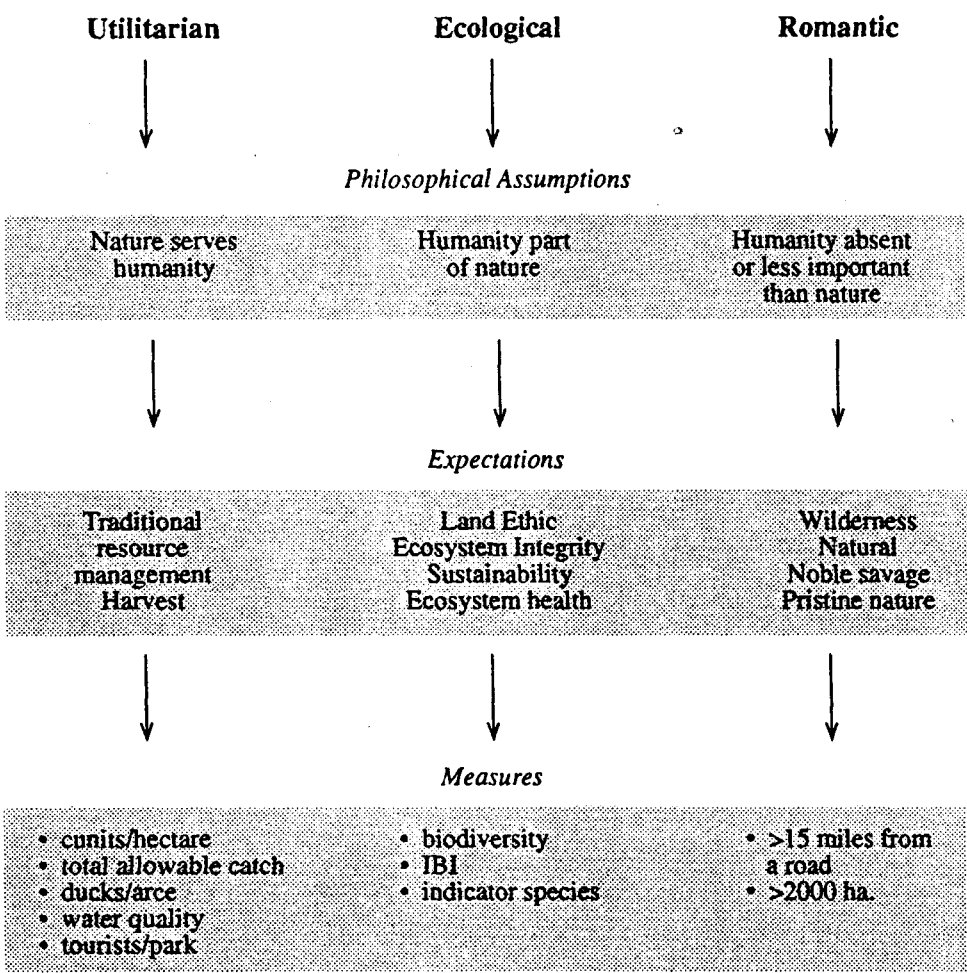 Utilitarian Ecological Romantic
Philosophical Assumptions
Nature serves
humanity
Humanity part
of nature
Humanity absent
or less important
than nature
Expectations
Traditional
resource
management
Harvest
Land Ethic
Ecosystem Integrity
Sustainability
Ecosystem health
Wilderness
Natural
Noble savage
Pristine nature
Measures
• cunits/hectare
• total allowable catch
• ducks/arce
• water quality
• tourists/park
• biodiversity
• IBI
• indicator species
• >15 miles from
a road
• >2000 ha.